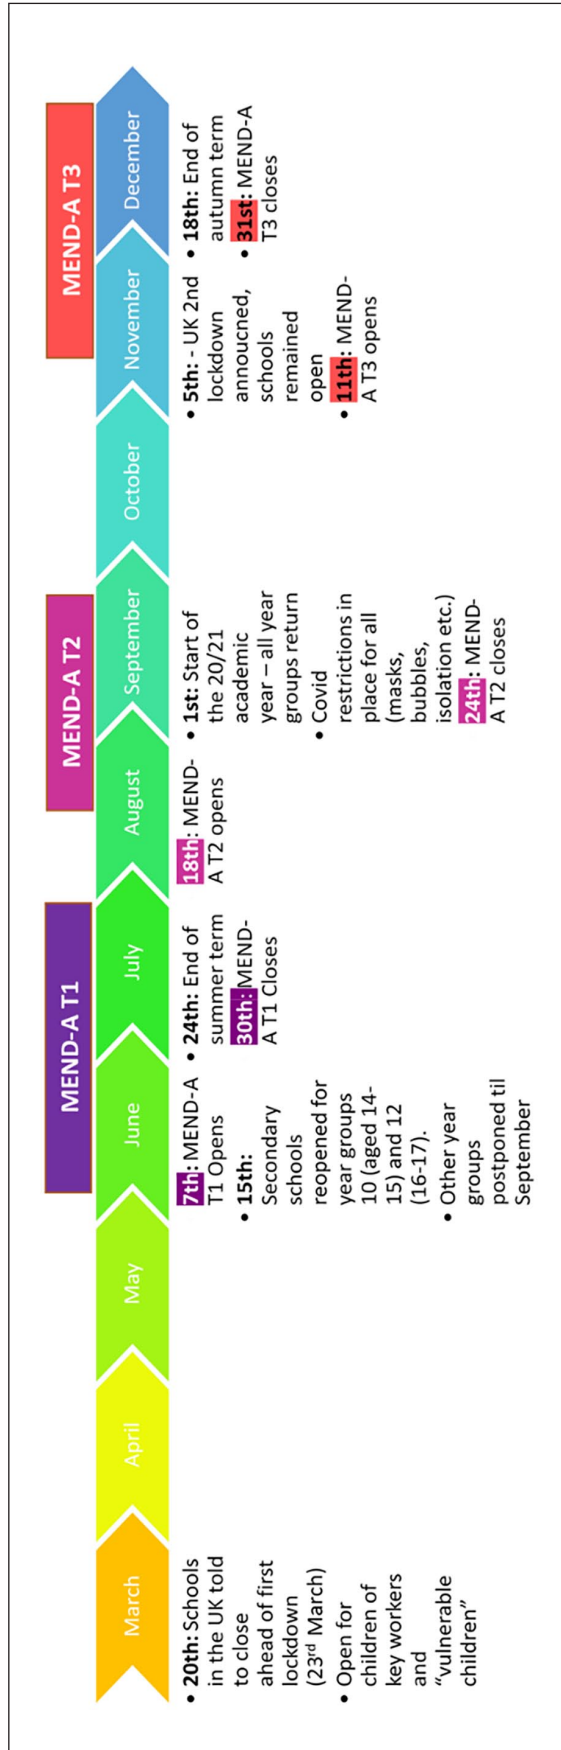 MEND-A T1
MEND-A T2
MEND-A T3
March
April
May
June
July
August
September
October
November
December
• 20th: Schools
in the UK told
to close
ahead of first
lockdown
(23rd March)
• Open for
children of
key workers
and
“vulnerable
children”
7th: MEND-A
T1 Opens
• 15th:
Secondary
schools
reopened for
year groups
10 (aged 14-
15) and 12
(16-17).
• Other year
groups
postponed til
September
• 24th: End of
summer term
30th: MEND-
A T1 Closes
18th: MEND-
A T2 opens
• 1st: Start of
the 20/21
academic
year – all year
groups return
• Covid
restrictions in
place for all
(masks,
bubbles,
isolation etc.)
24th: MEND-
A T2 closes
• 5th: - UK 2nd
lockdown
annoucned,
schools
remained
open
• 11th: MEND-
A T3 opens
• 18th: End of
autumn term
• 31st: MEND-A
T3 closes